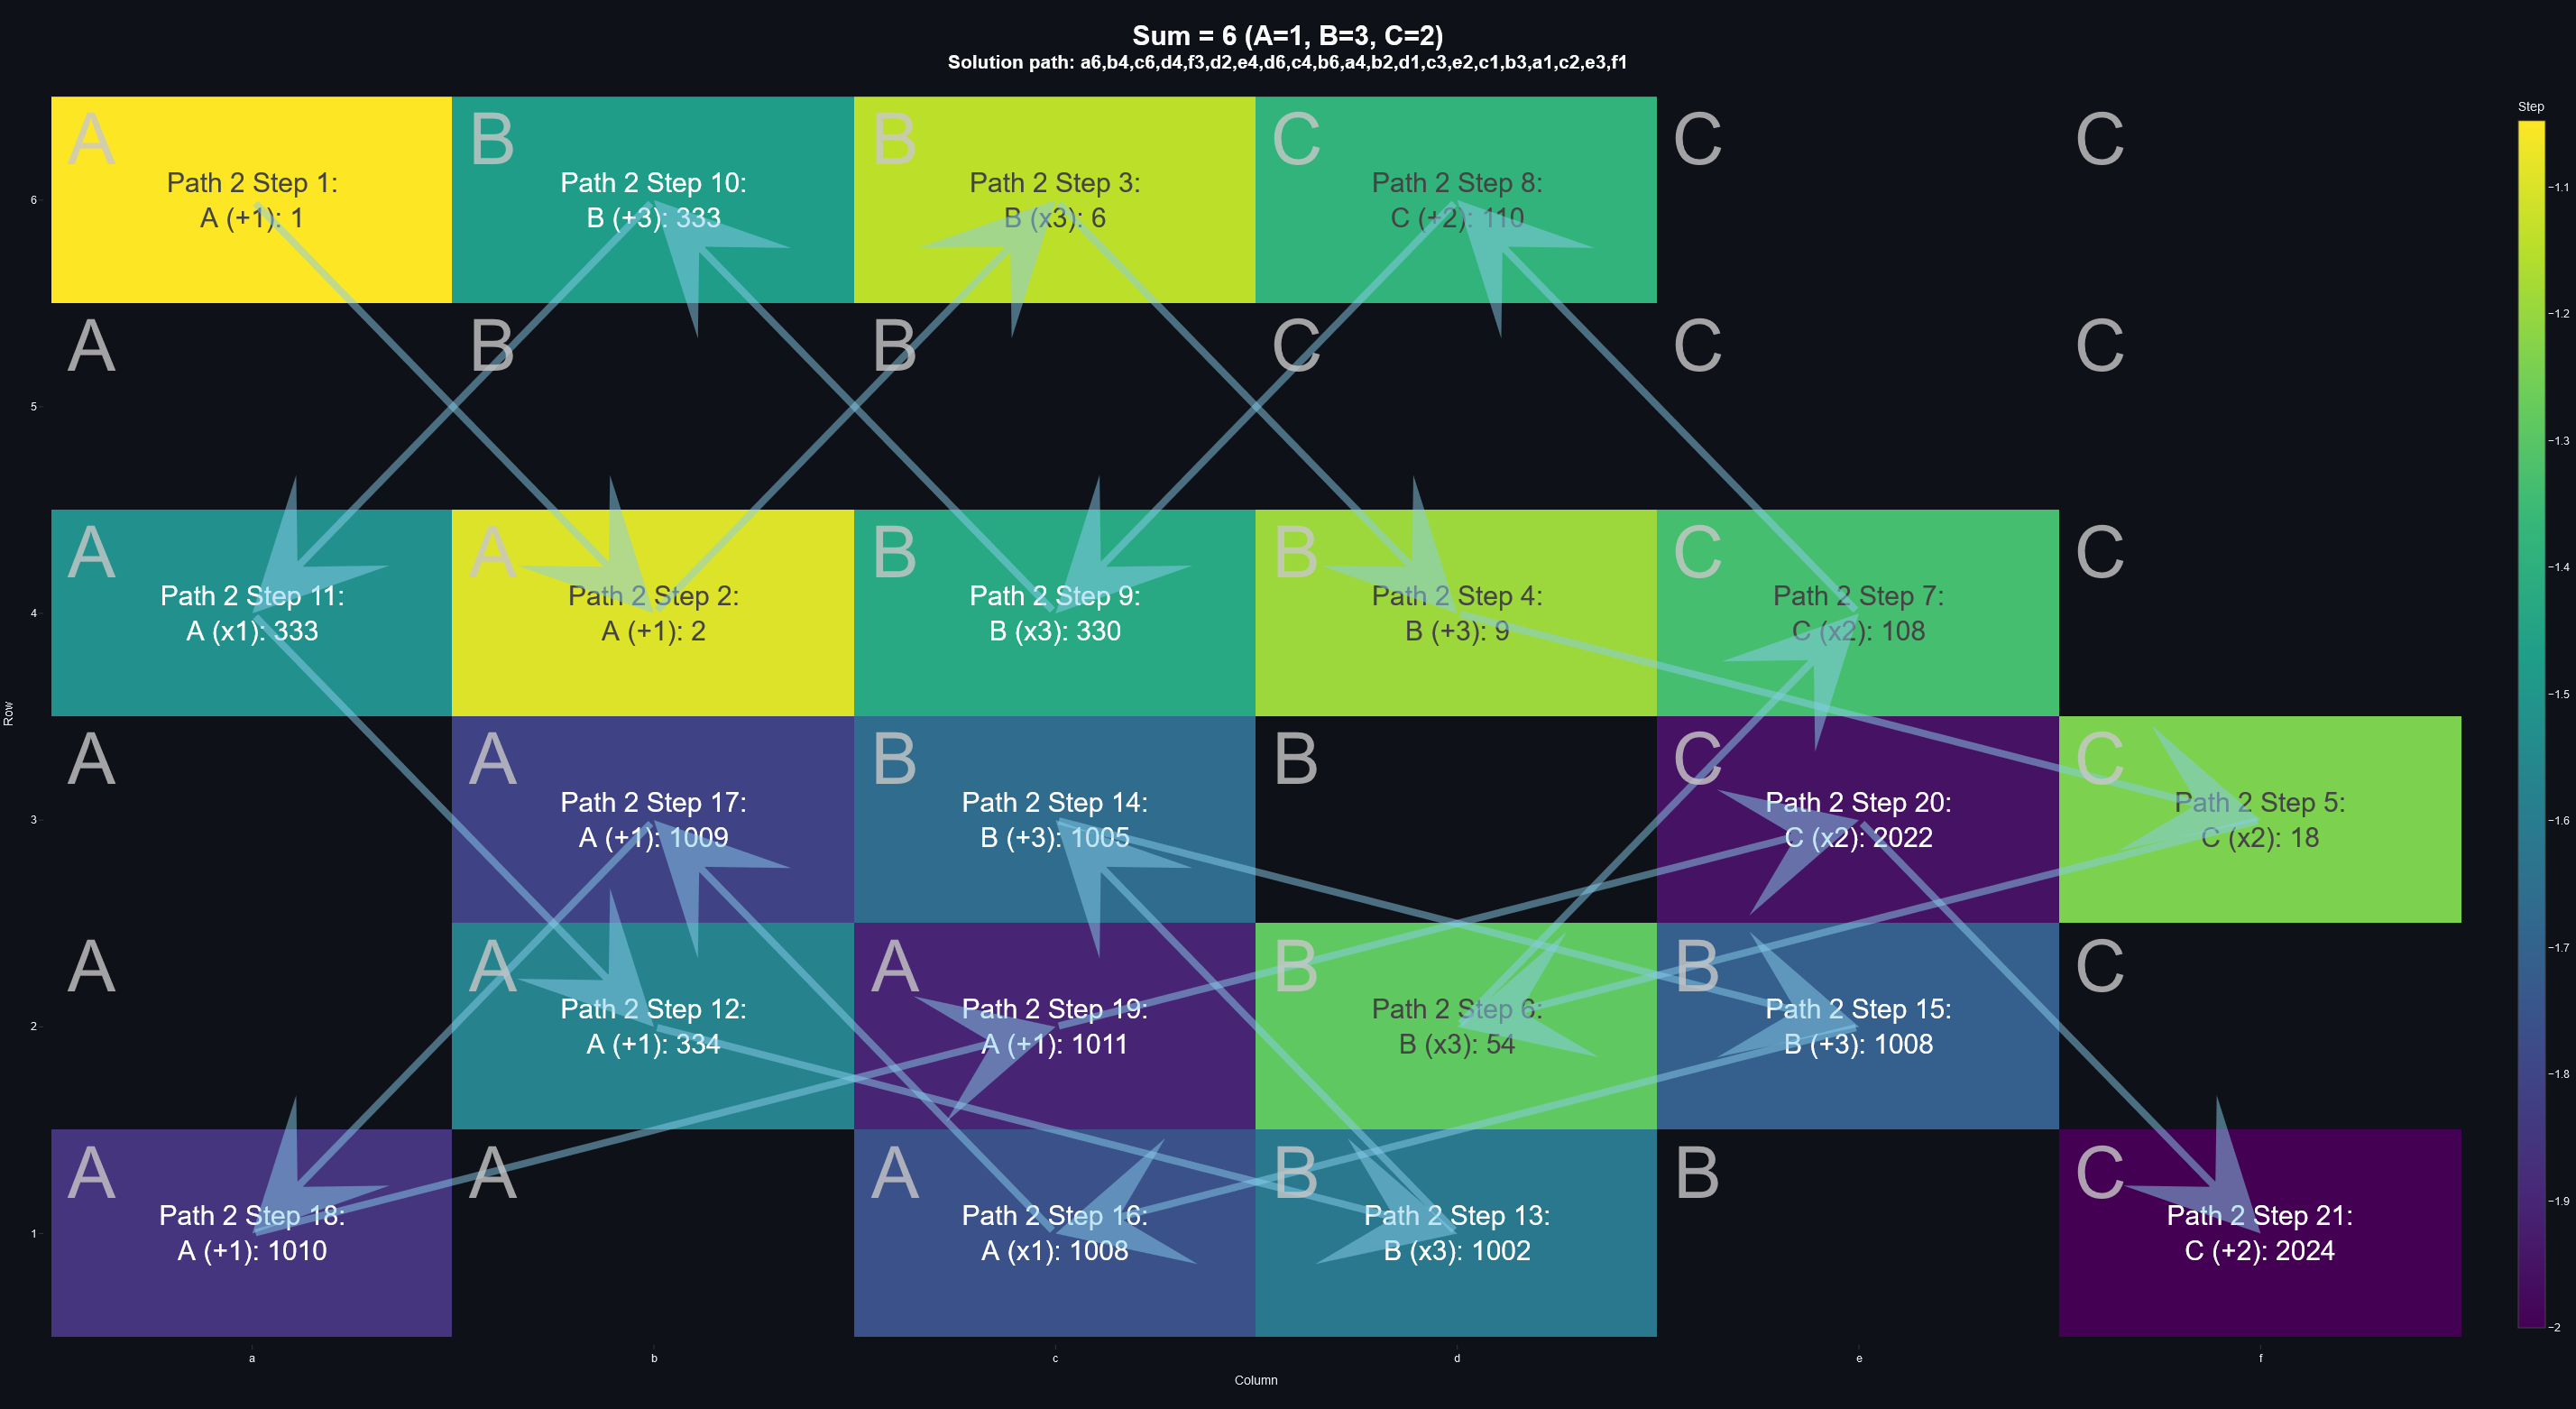 Sum = 6 (A=1, B=3, C=2)
Solution path: a6,b4,c6,d4,f3,d2,e4,d6,c4,b6,a4,b2,d1,c3,e2,c1,b3,a1,c2,e3,f1
Step
A
Path 2 Step 1:
A (+1): 1
B
Path 2 Step 10:
B (+3): 333
B
Path 2 Step 3:
B (x3): 6
C
Path 2 Step 8:
C (+2): 110
C
C
6
A
B
B
C
C
C
5
A
Path 2 Step 11:
A (x1): 333
A
Path 2 Step 2:
A (+1): 2
B
Path 2 Step 9:
B (x3): 330
B
Path 2 Step 4:
B (+3): 9
C
Path 2 Step 7:
C (x2): 108
C
4
A
A
Path 2 Step 17:
A (+1): 1009
B
Path 2 Step 14:
B (+3): 1005
B
C
Path 2 Step 20:
C (x2): 2022
C
Path 2 Step 5:
C (x2): 18
3
A
A
Path 2 Step 12:
A (+1): 334
A
Path 2 Step 19:
A (+1): 1011
B
Path 2 Step 6:
B (x3): 54
B
Path 2 Step 15:
B (+3): 1008
C
2
A
Path 2 Step 18:
A (+1): 1010
A
A
Path 2 Step 16:
A (x1): 1008
B
Path 2 Step 13:
B (x3): 1002
B
C
Path 2 Step 21:
C (+2): 2024
1
Row
a
b
c
d
e
f
Column
−1.1
−1.2
−1.3
−1.4
−1.5
−1.6
−1.7
−1.8
−1.9
−2